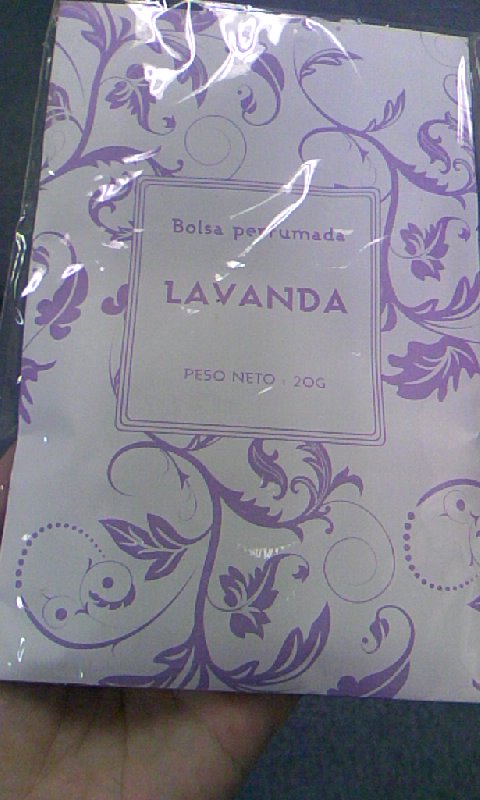 Bolsa perfumada
LAVANDA
PESO NETO : 20G